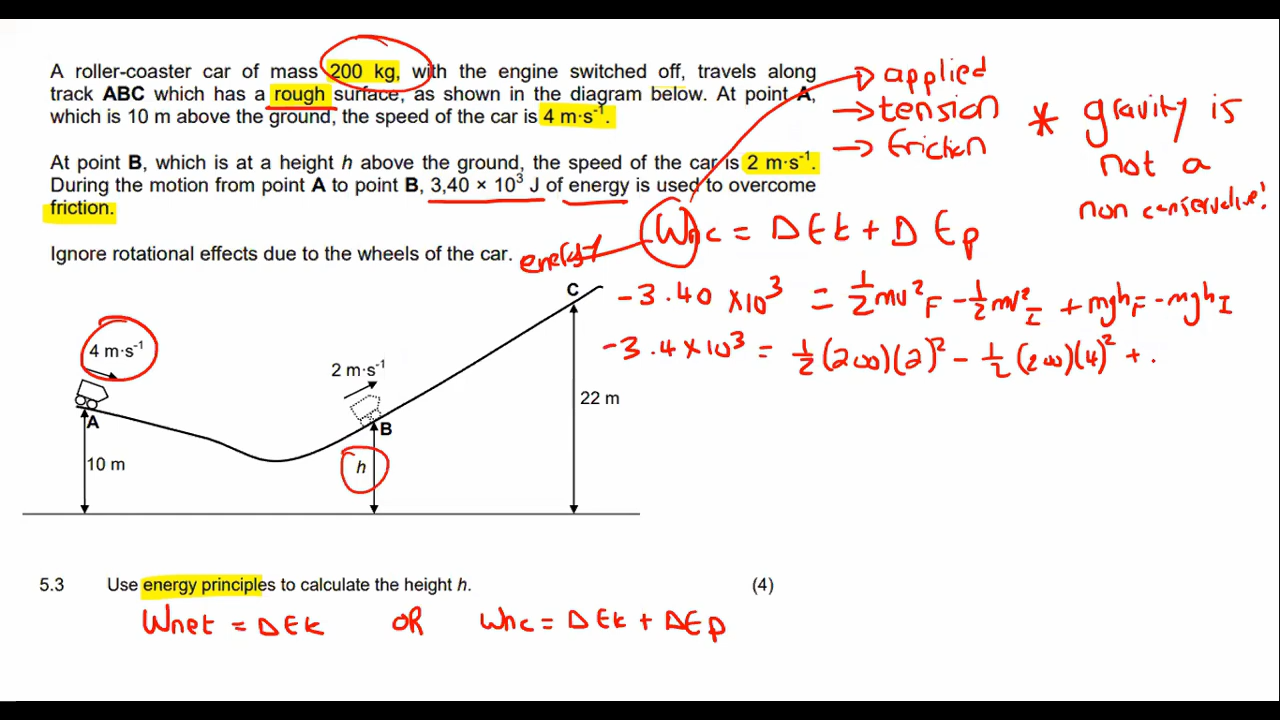 A roller-coaster car of mass 200 kg, with the engine switched off, travels along
track ABC which has a rough surface, as shown in the diagram below. At point A,
which is 10 m above the ground, the speed of the car is 4 m·s⁻¹.
At point B, which is at a height h above the ground, the speed of the car is 2 m·s⁻¹.
During the motion from point A to point B, 3,40 × 10³ J of energy is used to overcome
friction.
Ignore rotational effects due to the wheels of the car.
→ applied
→ tension
→ friction
* gravity is
not a
non conservative!
Wnc = ΔEk + ΔEp
energy
-3.40 × 10³ = ½mv²F - ½mv²I + mghF - mghI
-3.4 × 10³ = ½(200)(2)² - ½(200)(4)² + .
4 m·s⁻¹
A
10 m
2 m·s⁻¹
B
h
C
22 m
5.3 Use energy principles to calculate the height h. (4)
Wnet = ΔEk OR Wnc = ΔEk + ΔEp